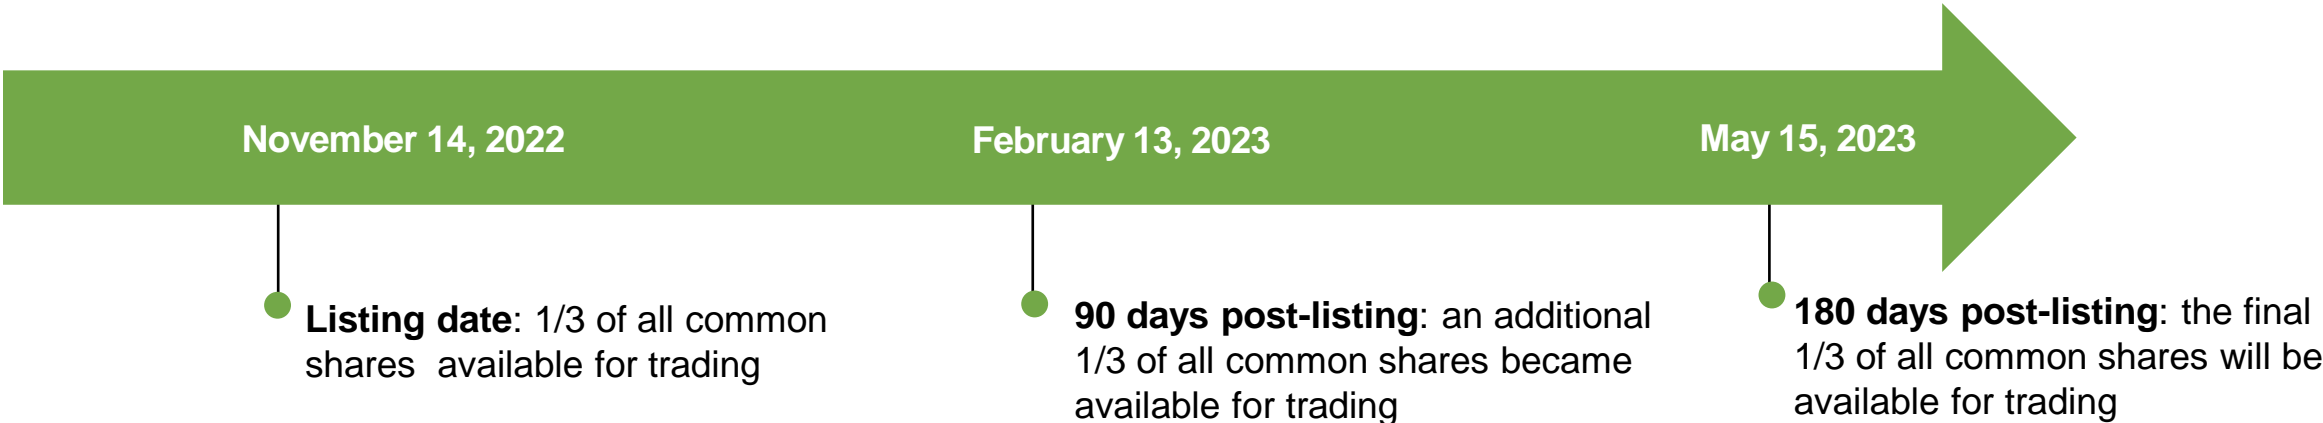 November 14, 2022
February 13, 2023
May 15, 2023
Listing date: 1/3 of all common
shares  available for trading
90 days post-listing: an additional
1/3 of all common shares became
available for trading
180 days post-listing: the final
1/3 of all common shares will be
available for trading